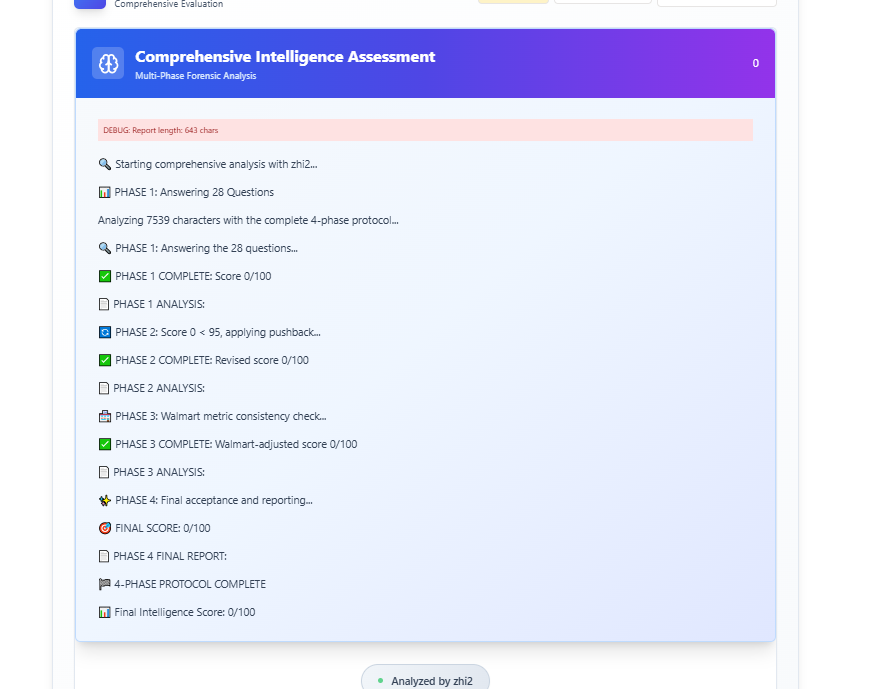 Comprehensive Evaluation
Comprehensive Intelligence Assessment
Multi-Phase Forensic Analysis
0
DEBUG: Report length: 643 chars
🔍 Starting comprehensive analysis with zhi2...
📊 PHASE 1: Answering 28 Questions
Analyzing 7539 characters with the complete 4-phase protocol...
🔍 PHASE 1: Answering the 28 questions...
✅ PHASE 1 COMPLETE: Score 0/100
📄 PHASE 1 ANALYSIS:
🔄 PHASE 2: Score 0 < 95, applying pushback...
✅ PHASE 2 COMPLETE: Revised score 0/100
📄 PHASE 2 ANALYSIS:
🏪 PHASE 3: Walmart metric consistency check...
✅ PHASE 3 COMPLETE: Walmart-adjusted score 0/100
📄 PHASE 3 ANALYSIS:
✨ PHASE 4: Final acceptance and reporting...
🎯 FINAL SCORE: 0/100
📄 PHASE 4 FINAL REPORT:
🏁 4-PHASE PROTOCOL COMPLETE
📊 Final Intelligence Score: 0/100
Analyzed by zhi2